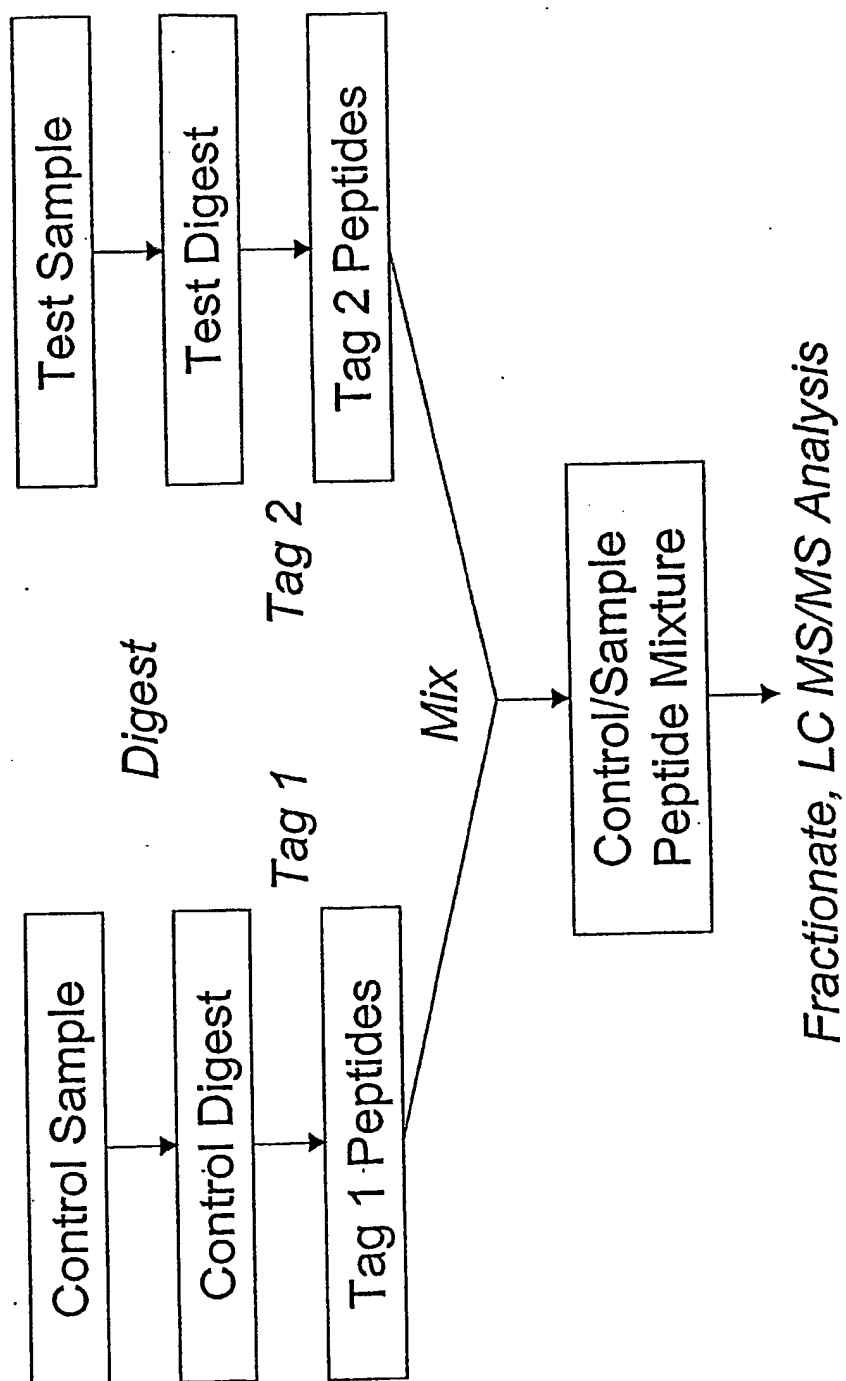 Control Sample
Test Sample
Digest
Control Digest
Test Digest
Tag 1
Tag 2
Tag 1 Peptides
Tag 2 Peptides
Mix
Control/Sample
Peptide Mixture
Fractionate, LC MS/MS Analysis